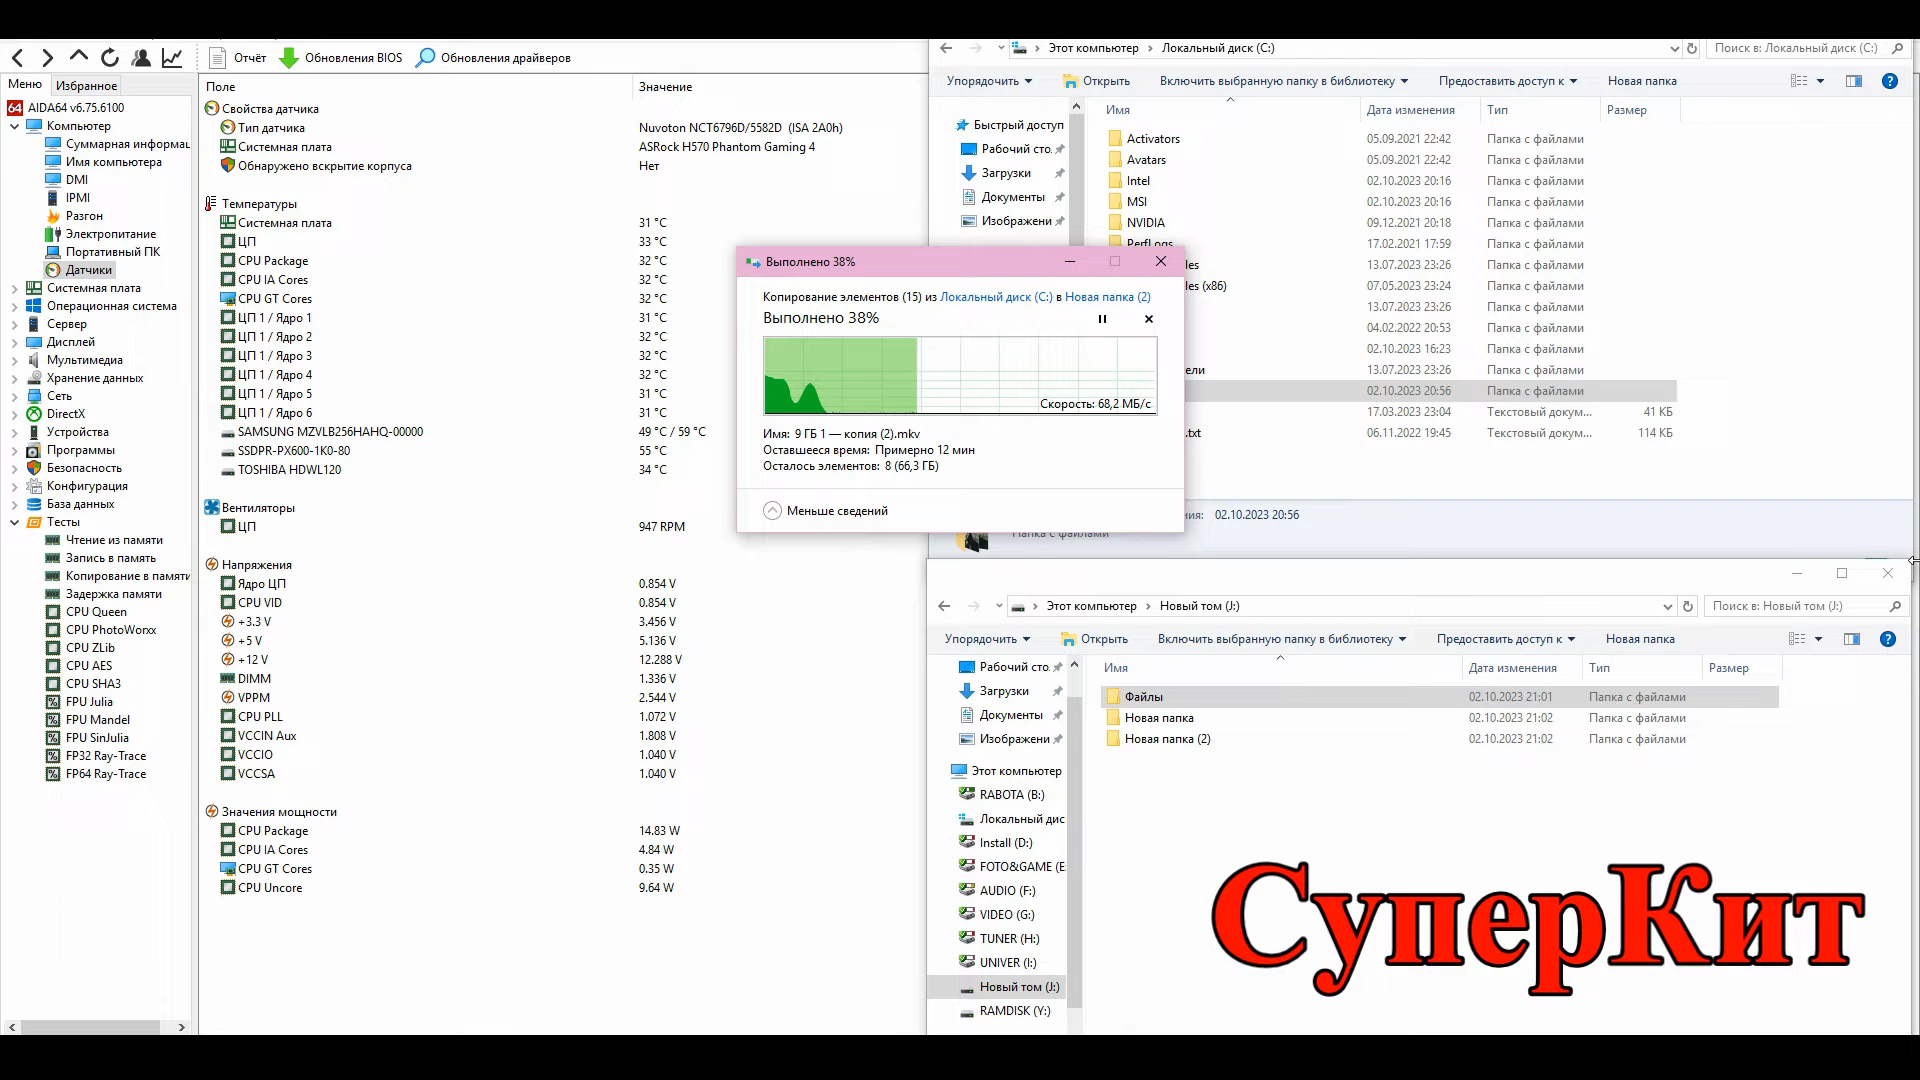 Отчёт
Обновления BIOS
Обновления драйверов
Меню
Избранное
AIDA64 v6.75.6100
Компьютер
Суммарная информац
Имя компьютера
DMI
IPMI
Разгон
Электропитание
Портативный ПК
Датчики
Системная плата
Операционная система
Сервер
Дисплей
Мультимедиа
Хранение данных
Сеть
DirectX
Устройства
Программы
Безопасность
Конфигурация
База данных
Тесты
Чтение из памяти
Запись в память
Копирование в памяти
Задержка памяти
CPU Queen
CPU PhotoWorxx
CPU ZLib
CPU AES
CPU SHA3
FPU Julia
FPU Mandel
FPU SinJulia
FP32 Ray-Trace
FP64 Ray-Trace
Поле Значение
Свойства датчика
Тип датчика Nuvoton NCT6796D/5582D (ISA 2A0h)
Системная плата ASRock H570 Phantom Gaming 4
Обнаружено вскрытие корпуса Нет
Температуры
Системная плата 31 °C
ЦП 33 °C
CPU Package 32 °C
CPU IA Cores 32 °C
CPU GT Cores 32 °C
ЦП 1 / Ядро 1 31 °C
ЦП 1 / Ядро 2 32 °C
ЦП 1 / Ядро 3 32 °C
ЦП 1 / Ядро 4 32 °C
ЦП 1 / Ядро 5 31 °C
ЦП 1 / Ядро 6 32 °C
SAMSUNG MZVLB256HAHQ-00000 49 °C / 59 °C
SSDPR-PX600-1K0-80 55 °C
TOSHIBA HDWL120 34 °C
Вентиляторы
ЦП 947 RPM
Напряжения
Ядро ЦП 0.854 V
CPU VID 0.854 V
+3.3 V 3.456 V
+5 V 5.136 V
+12 V 12.288 V
DIMM 1.336 V
VPPM 2.544 V
CPU PLL 1.072 V
VCCIN Aux 1.808 V
VCCIO 1.040 V
VCCSA 1.040 V
Значения мощности
CPU Package 14.83 W
CPU IA Cores 4.84 W
CPU GT Cores 0.35 W
CPU Uncore 9.64 W
Этот компьютер Локальный диск (C:)
Поиск в: Локальный диск (C:)
Упорядочить Открыть Включить выбранную папку в библиотеку Предоставить доступ к Новая папка
Быстрый доступ
Рабочий сто.
Загрузки
Документы
Изображени
Имя Дата изменения Тип Размер
Activators 05.09.2021 22:42 Папка с файлами
Avatars 05.09.2021 22:42 Папка с файлами
Intel 02.10.2023 20:16 Папка с файлами
MSI 02.10.2023 20:16 Папка с файлами
NVIDIA 09.12.2021 20:18 Папка с файлами
PerfLogs 17.02.2021 17:59 Папка с файлами
les 13.07.2023 23:26 Папка с файлами
les (x86) 07.05.2023 23:24 Папка с файлами
13.07.2023 23:26 Папка с файлами
04.02.2022 20:53 Папка с файлами
02.10.2023 16:23 Папка с файлами
ели 13.07.2023 23:26 Папка с файлами
02.10.2023 20:56 Папка с файлами
17.03.2023 23:04 Текстовый докум... 41 КБ
.txt 06.11.2022 19:45 Текстовый докум... 114 КБ
ния: 02.10.2023 20:56
Папка с файлами
Выполнено 38%
Копирование элементов (15) из Локальный диск (C:) в Новая папка (2)
Выполнено 38%
Скорость: 68,2 МБ/с
Имя: 9 ГБ 1 — копия (2).mkv
Оставшееся время: Примерно 12 мин
Осталось элементов: 8 (66,3 ГБ)
Меньше сведений
Этот компьютер Новый том (J:)
Поиск в: Новый том (J:)
Упорядочить Открыть Включить выбранную папку в библиотеку Предоставить доступ к Новая папка
Рабочий сто.
Загрузки
Документы
Изображени
Этот компьютер
RABOTA (B:)
Локальный дис
Install (D:)
FOTO&GAME (E:
AUDIO (F:)
VIDEO (G:)
TUNER (H:)
UNIVER (I:)
Новый том (J:)
RAMDISK (Y:)
Имя Дата изменения Тип Размер
Файлы 02.10.2023 21:01 Папка с файлами
Новая папка 02.10.2023 21:02 Папка с файлами
Новая папка (2) 02.10.2023 21:02 Папка с файлами
СуперКит